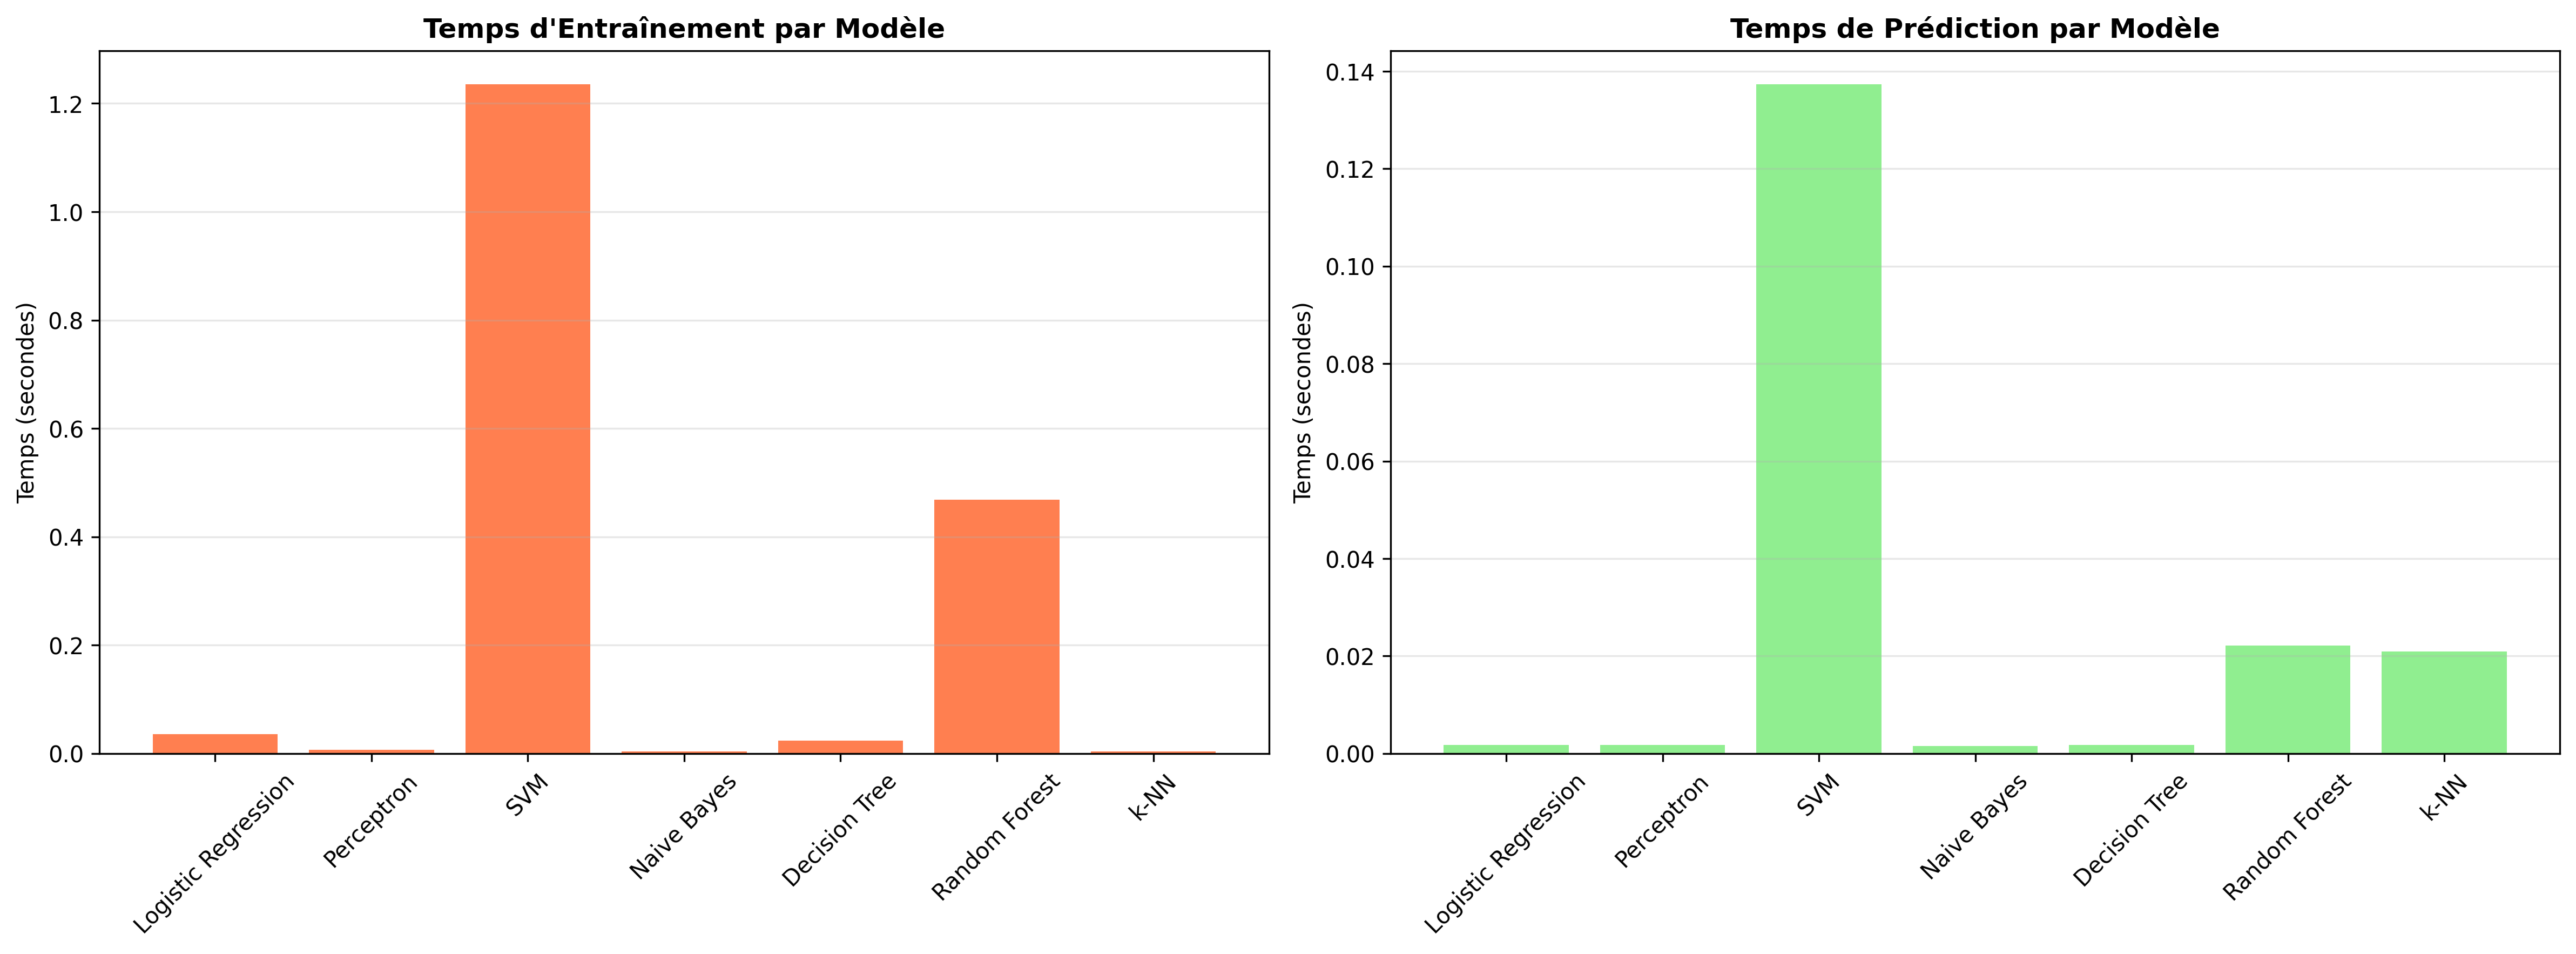 Temps d'Entraînement par Modèle
Temps (secondes)
1.2
1.0
0.8
0.6
0.4
0.2
0.0
Logistic Regression
Perceptron
SVM
Naive Bayes
Decision Tree
Random Forest
k-NN
Temps de Prédiction par Modèle
Temps (secondes)
0.14
0.12
0.10
0.08
0.06
0.04
0.02
0.00
Logistic Regression
Perceptron
SVM
Naive Bayes
Decision Tree
Random Forest
k-NN